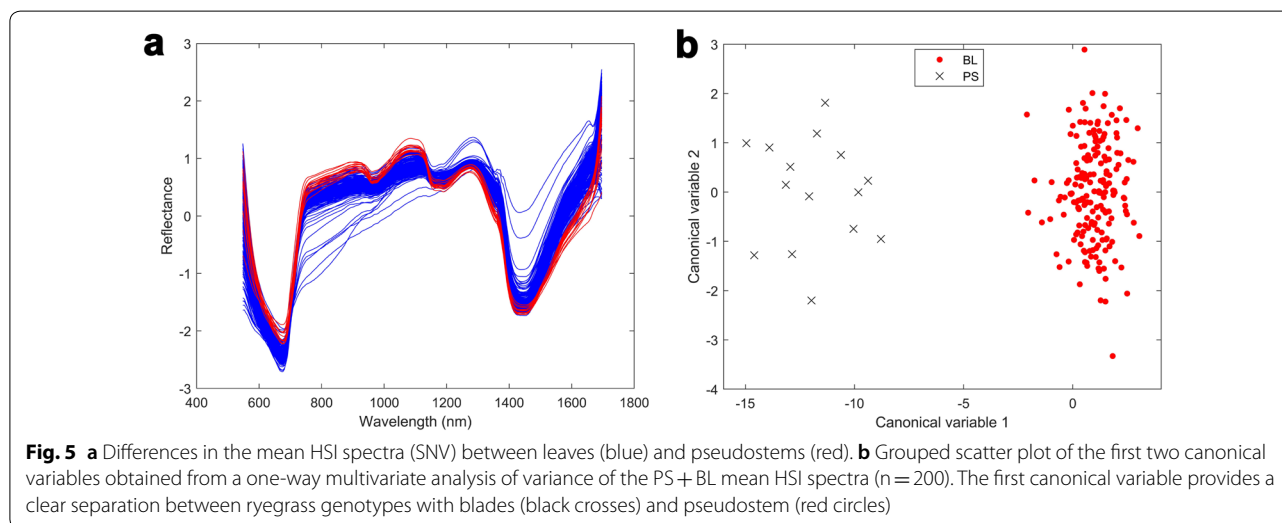 a
b
3
2
1
0
-1
-2
-3
Reflectance
400 600 800 1000 1200 1400 1600 1800
Wavelength (nm)
3
2
1
0
-1
-2
-3
-4
Canonical variable 2
BL
PS
-15 -10 -5 0
Canonical variable 1
Fig. 5 a Differences in the mean HSI spectra (SNV) between leaves (blue) and pseudostems (red). b Grouped scatter plot of the first two canonical
variables obtained from a one-way multivariate analysis of variance of the PS + BL mean HSI spectra (n = 200). The first canonical variable provides a
clear separation between ryegrass genotypes with blades (black crosses) and pseudostem (red circles)